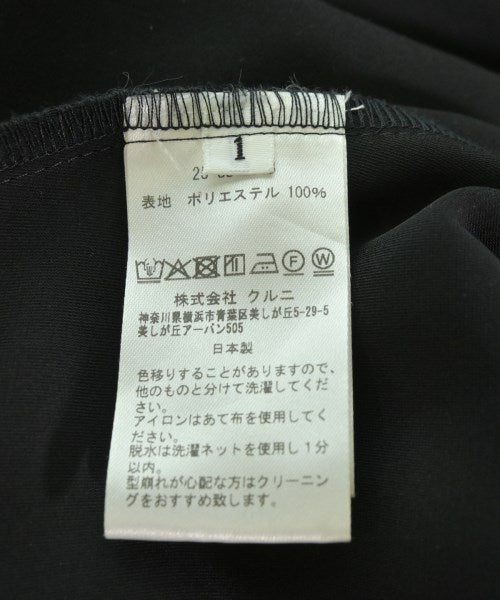 1
表地 ポリエステル 100%
F W
株式会社 クルニ
神奈川県横浜市青葉区美しが丘5-29-5
美しが丘アーバン505
日本製
色移りすることがありますので、
他のものと分けて洗濯してくださ
い。
アイロンはあて布を使用してくだ
さい。
脱水は洗濯ネットを使用し1分
以内。
型崩れが心配な方はクリーニン
グをおすすめ致します。